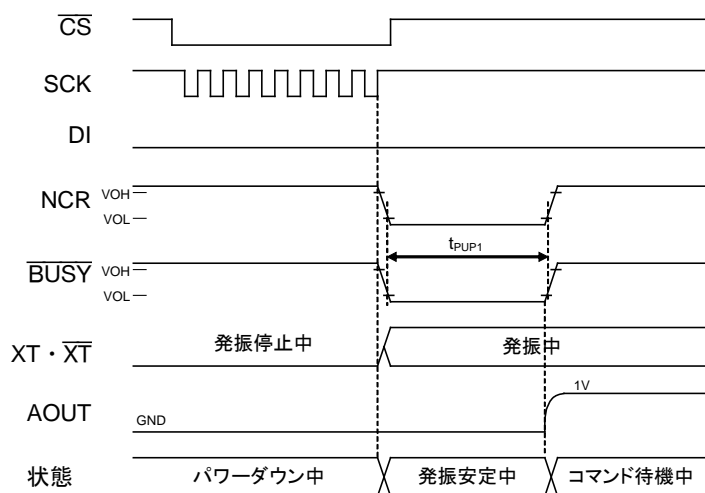 CS
SCK
DI
NCR
VOH
VOL
tPUP1
BUSY
VOH
VOL
XT・XT
発振停止中
発振中
AOUT
GND
1V
状態
パワーダウン中
発振安定中
コマンド待機中